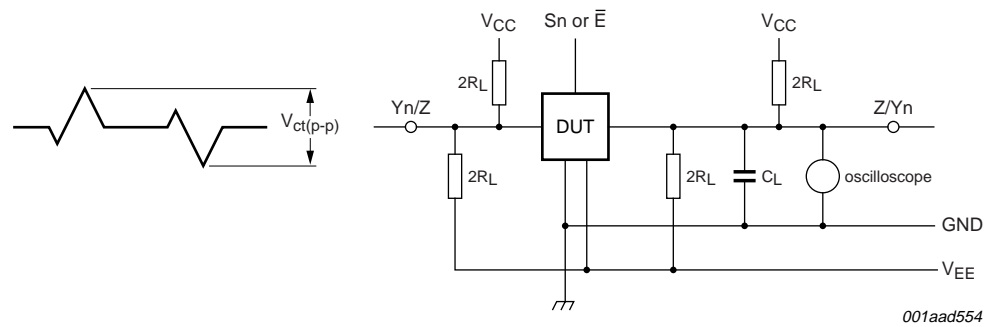 V_CC
Sn or E̅
V_CC
2R_L
2R_L
Yn/Z
Z/Yn
V_ct(p-p)
DUT
2R_L
2R_L
C_L
oscilloscope
GND
V_EE
001aad554